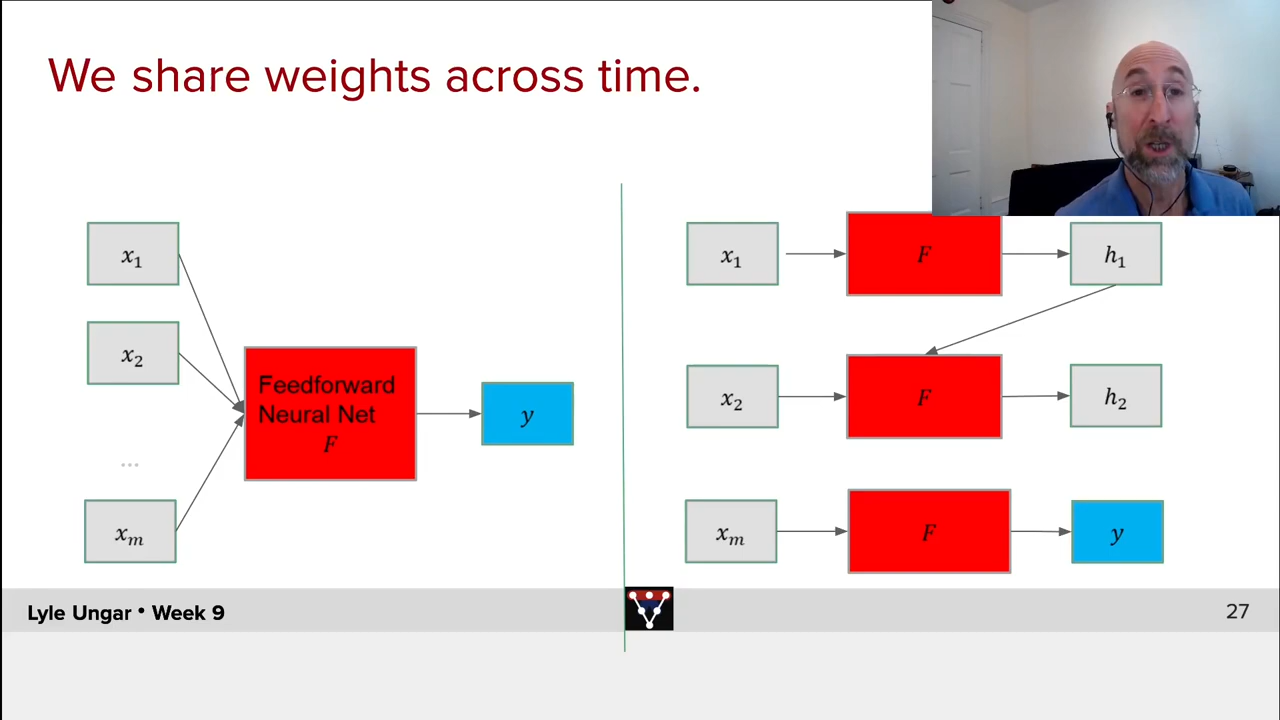 We share weights across time.
x₁
x₂
...
xₘ
Feedforward
Neural Net
F
y
x₁
F
h₁
x₂
F
h₂
xₘ
F
y
Lyle Ungar • Week 9
27